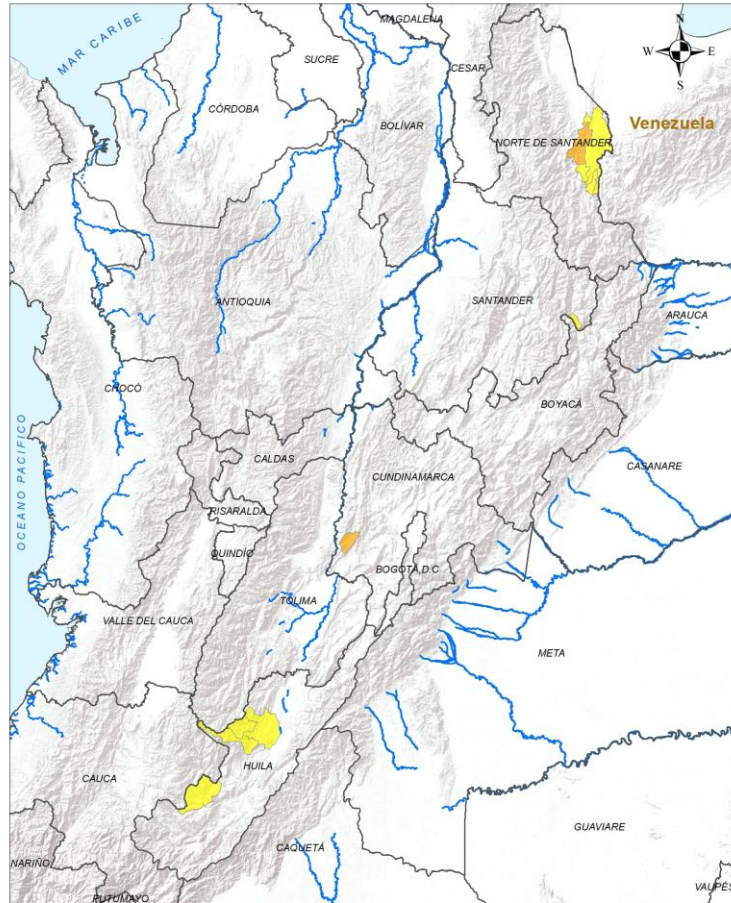 MAGDALENA
N
W E
S
MAR CARIBE
SUCRE
CESAR
CÓRDOBA
BOLÍVAR
Venezuela
NORTE DE SANTANDER
ANTIOQUIA
SANTANDER
ARAUCA
CHOCÓ
BOYACÁ
CALDAS
CUNDINAMARCA
CASANARE
OCEANO PACIFICO
RISARALDA
QUINDÍO
BOGOTÁ, D.C
TOLIMA
VALLE DEL CAUCA
META
HUILA
CAUCA
GUAVIARE
CAQUETÁ
NARIÑO
PUTUMAYO
VAUPÉS